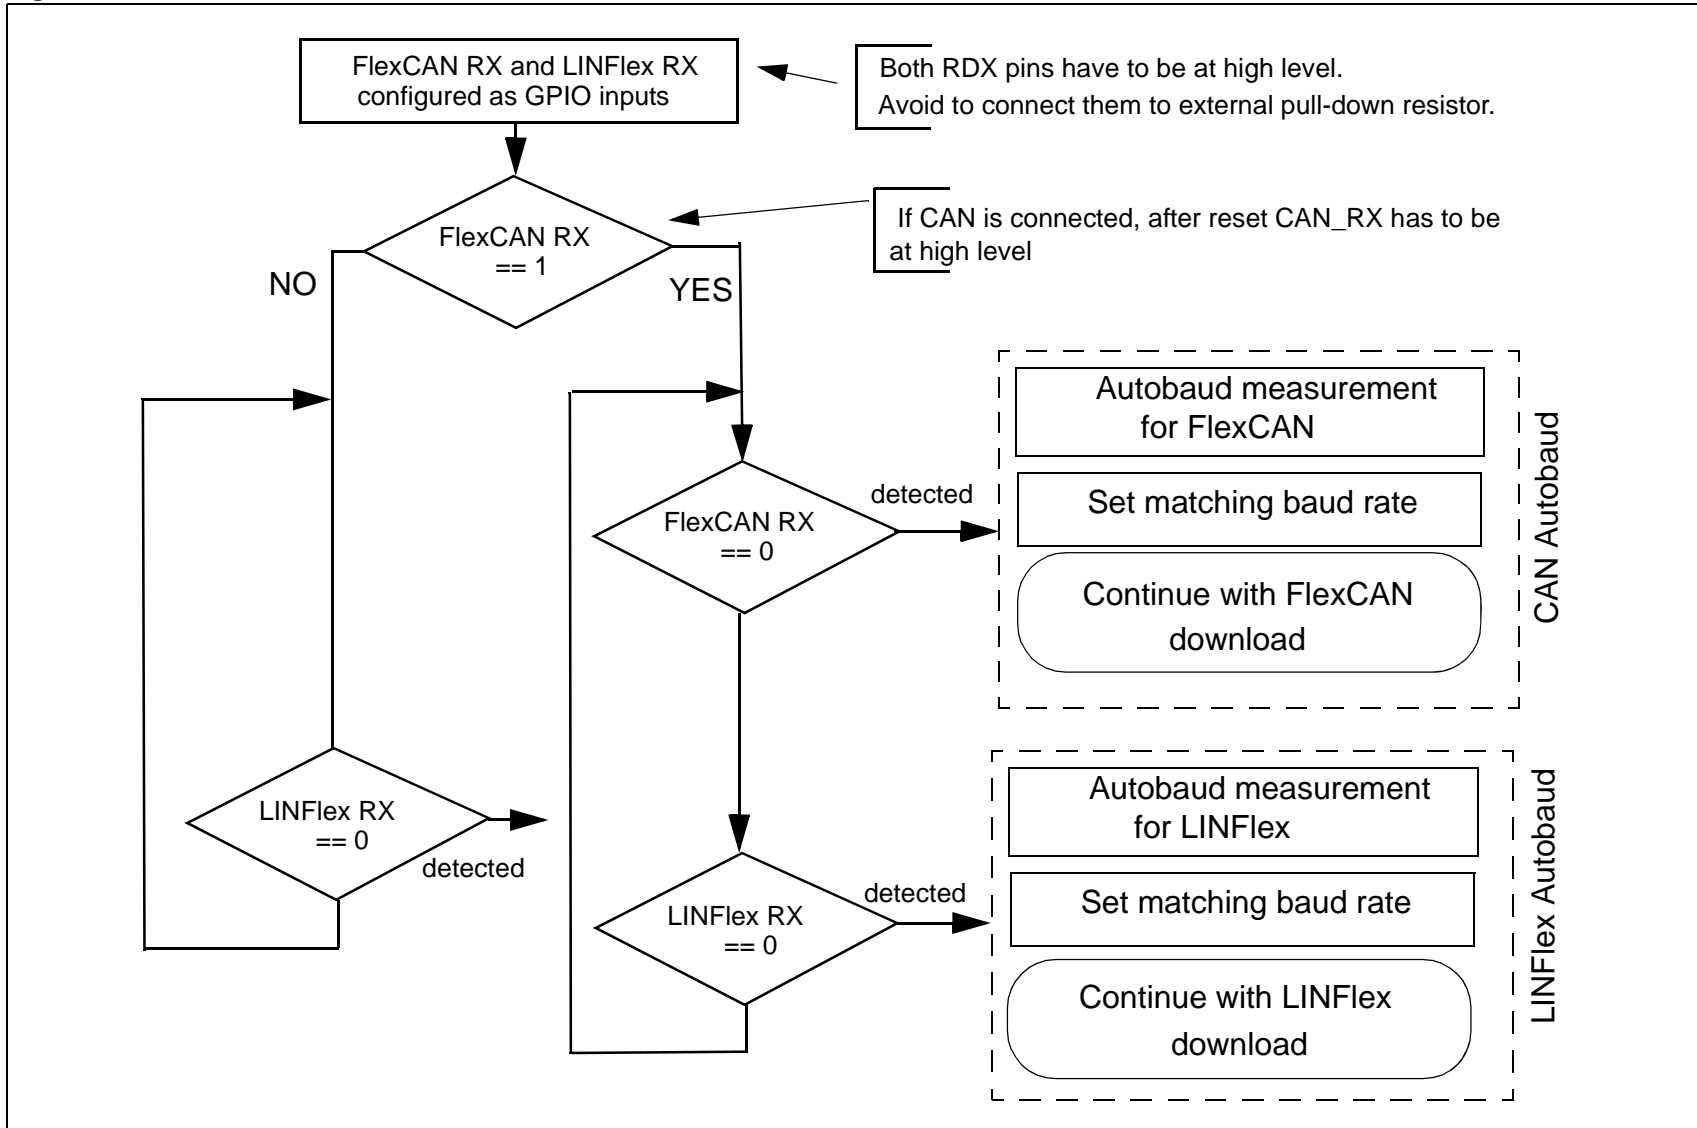 FlexCAN RX and LINFlex RX
configured as GPIO inputs
Both RDX pins have to be at high level.
Avoid to connect them to external pull-down resistor.
If CAN is connected, after reset CAN_RX has to be
at high level
FlexCAN RX
== 1
NO
YES
Autobaud measurement
for FlexCAN
Set matching baud rate
Continue with FlexCAN
download
CAN Autobaud
FlexCAN RX
== 0
detected
LINFlex RX
== 0
detected
LINFlex RX
== 0
detected
Autobaud measurement
for LINFlex
Set matching baud rate
Continue with LINFlex
download
LINFlex Autobaud